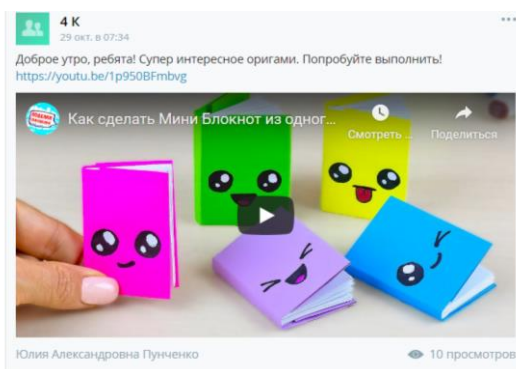 4 К
29 окт. в 07:34
Доброе утро, ребята! Супер интересное оригами. Попробуйте выполнить!
https://youtu.be/1p950BFmbvg
Как сделать Мини Блокнот из одног...
Смотреть ...
Поделиться
Юлия Александровна Пунченко
10 просмотров